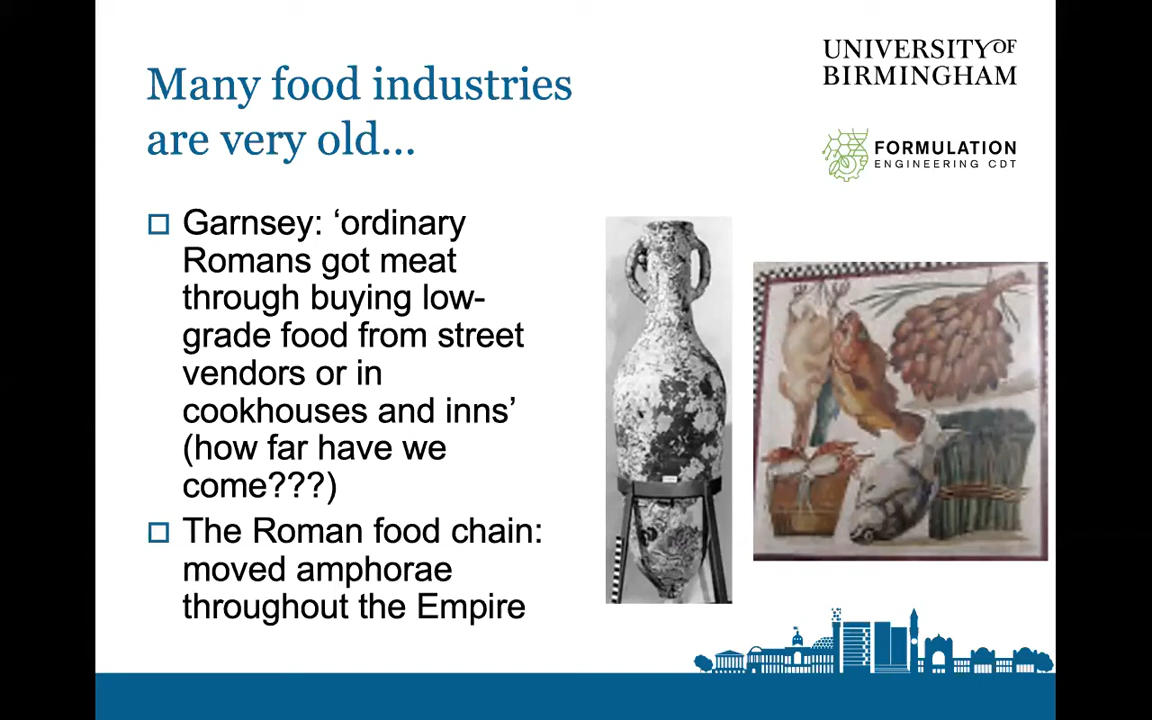 Many food industries
are very old...
UNIVERSITY OF
BIRMINGHAM
FORMULATION
ENGINEERING CDT
Garnsey: ‘ordinary
Romans got meat
through buying low-
grade food from street
vendors or in
cookhouses and inns’
(how far have we
come???)
The Roman food chain:
moved amphorae
throughout the Empire